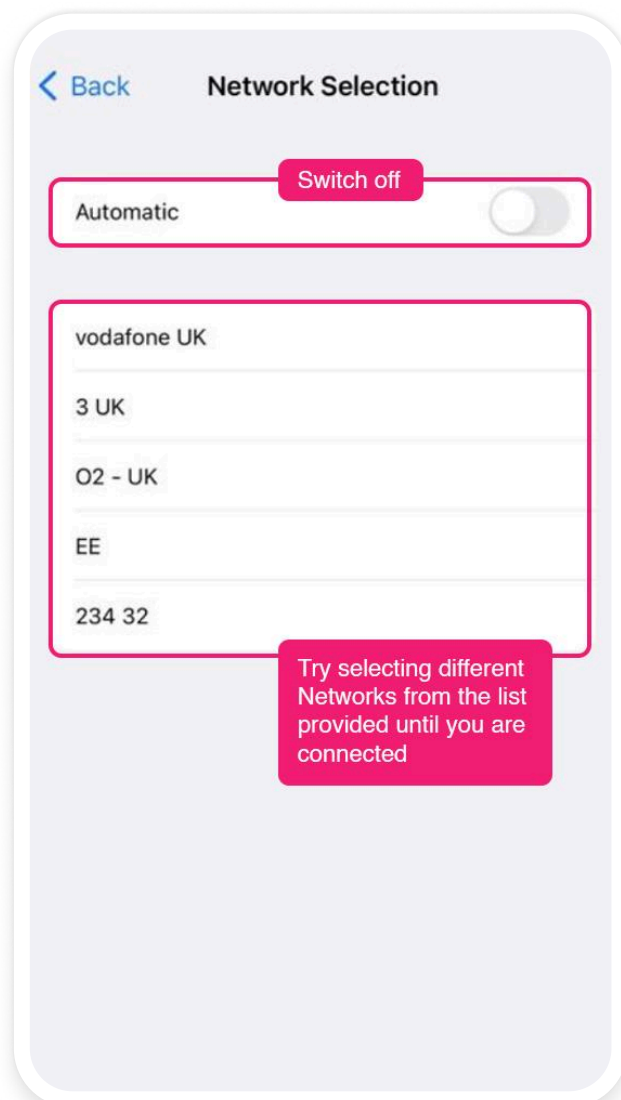 Back
Network Selection
Switch off
Automatic
vodafone UK
3 UK
O2 - UK
EE
234 32
Try selecting different
Networks from the list
provided until you are
connected